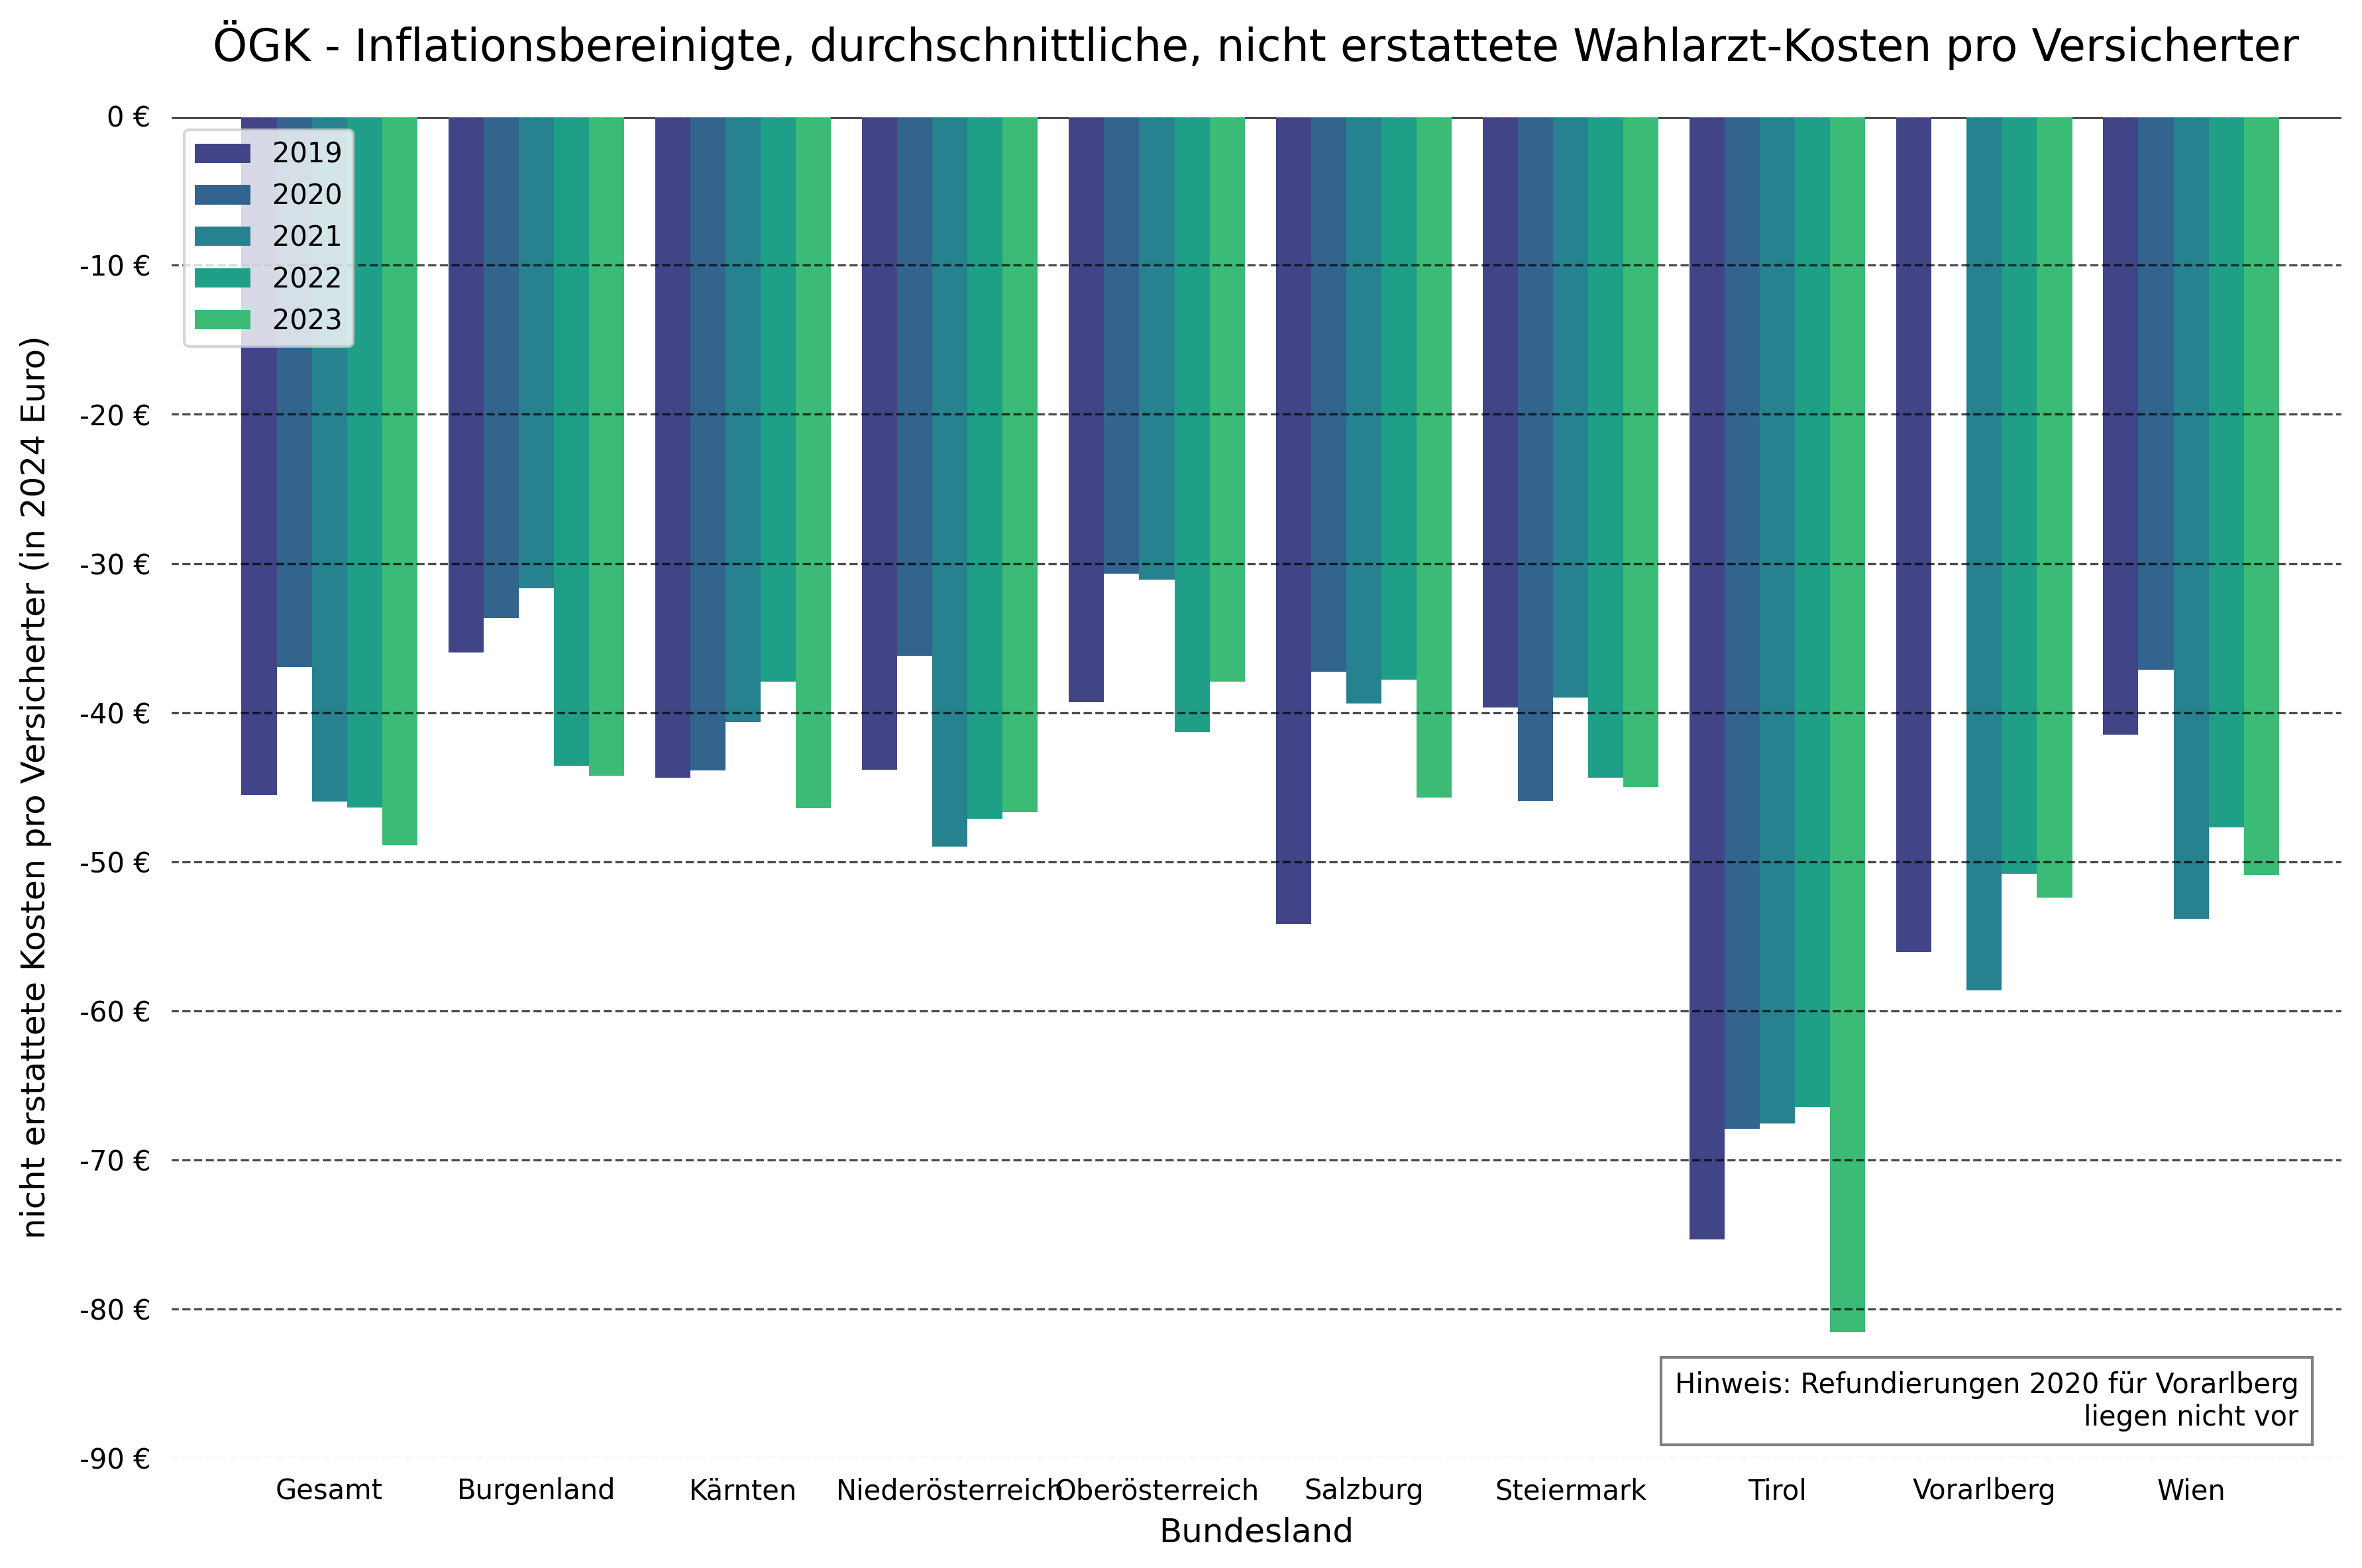 ÖGK - Inflationsbereinigte, durchschnittliche, nicht erstattete Wahlarzt-Kosten pro Versicherter
nicht erstattete Kosten pro Versicherter (in 2024 Euro)
0 €
-10 €
-20 €
-30 €
-40 €
-50 €
-60 €
-70 €
-80 €
-90 €
2019
2020
2021
2022
2023
Hinweis: Refundierungen 2020 für Vorarlberg
liegen nicht vor
Gesamt
Burgenland
Kärnten
Niederösterreich
Oberösterreich
Salzburg
Steiermark
Tirol
Vorarlberg
Wien
Bundesland